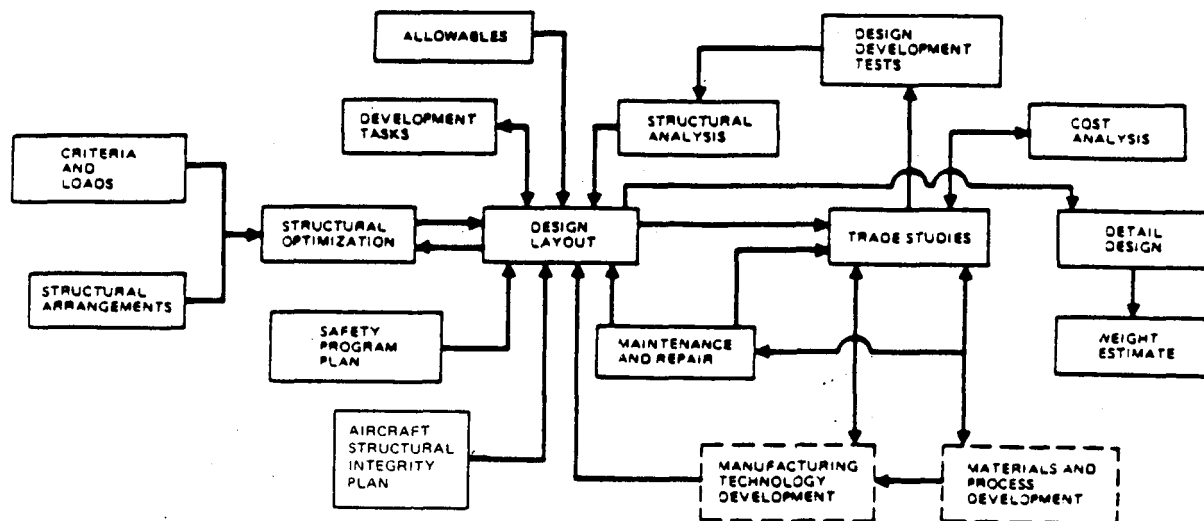 ALLOWABLES
DESIGN
DEVELOPMENT
TESTS
DEVELOPMENT
TASKS
STRUCTURAL
ANALYSIS
COST
ANALYSIS
CRITERIA
AND
LOADS
STRUCTURAL
OPTIMIZATION
DESIGN
LAYOUT
TRADE STUDIES
DETAIL
DESIGN
STRUCTURAL
ARRANGEMENTS
SAFETY
PROGRAM
PLAN
MAINTENANCE
AND REPAIR
WEIGHT
ESTIMATE
AIRCRAFT
STRUCTURAL
INTEGRITY
PLAN
MANUFACTURING
TECHNOLOGY
DEVELOPMENT
MATERIALS AND
PROCESS
DEVELOPMENT